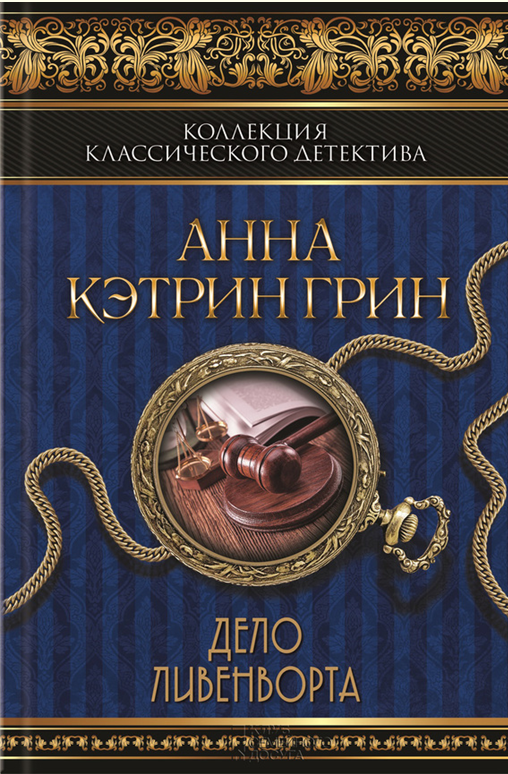 КОЛЛЕКЦИЯ
КЛАССИЧЕСКОГО ДЕТЕКТИВА
АННА
КЭТРИН ГРИН
ДЕЛО
ЛИВЕНВОРТА